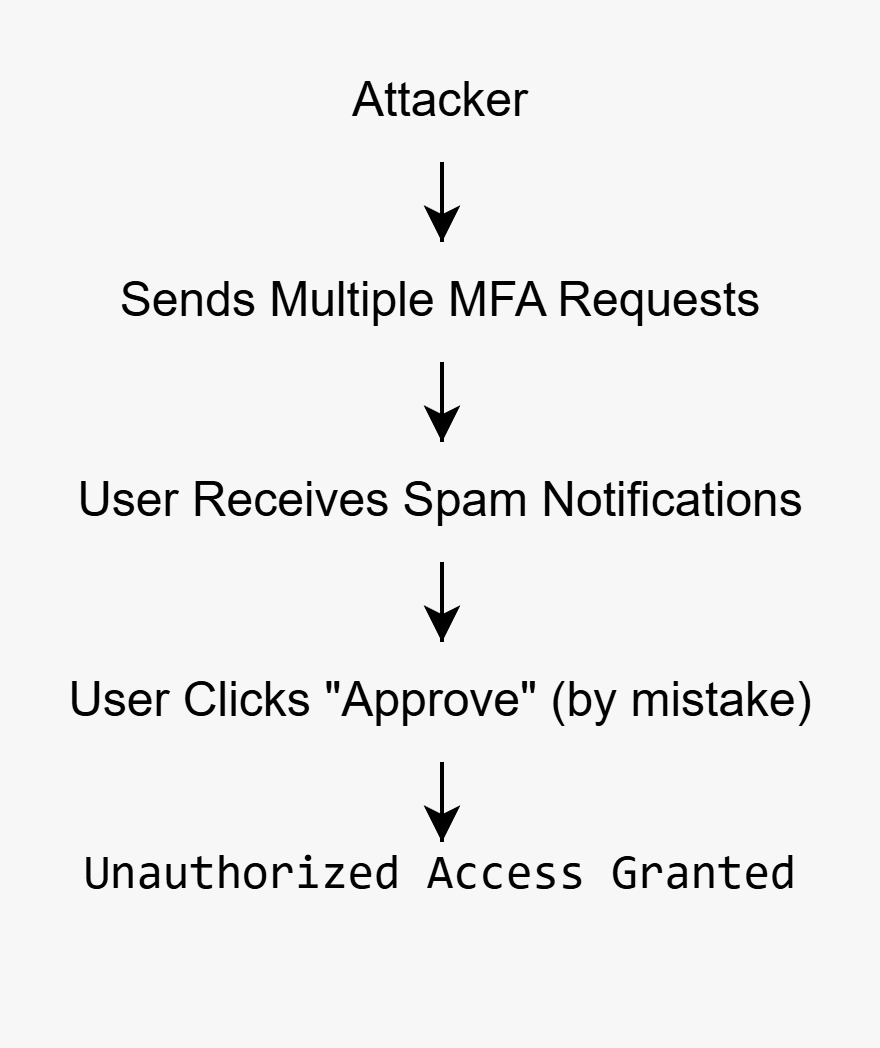 Attacker
Sends Multiple MFA Requests
User Receives Spam Notifications
User Clicks "Approve" (by mistake)
Unauthorized Access Granted